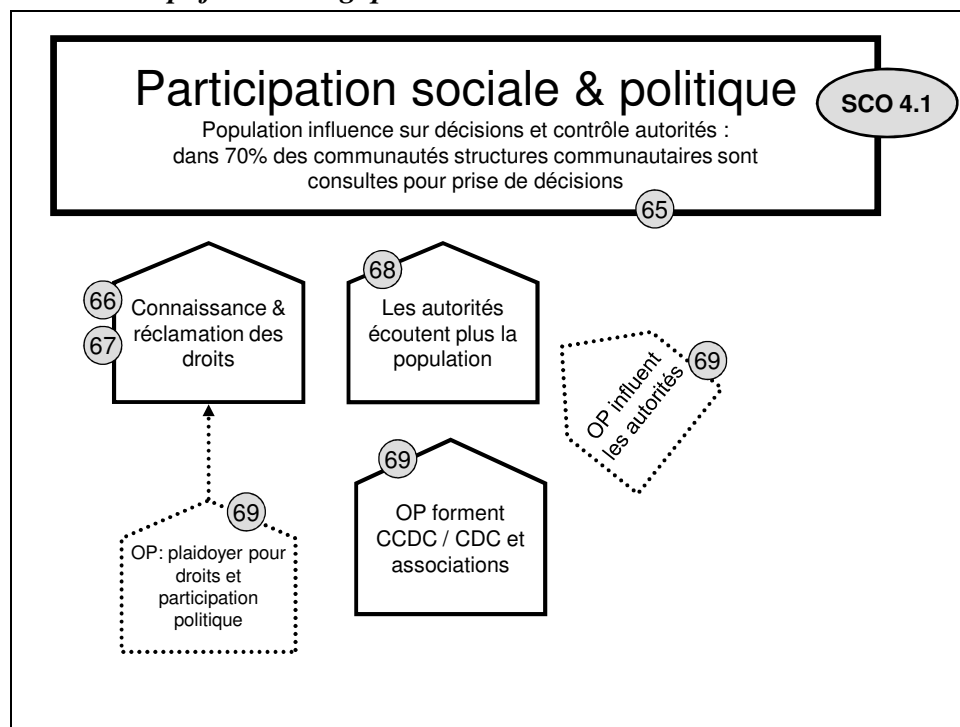 Participation sociale & politique
SCO 4.1
Population influence sur décisions et contrôle autorités :
dans 70% des communautés structures communautaires sont
consultes pour prise de décisions
65
66
67
Connaissance &
réclamation des
droits
68
Les autorités
écoutent plus la
population
69
OP influent
les autorités
69
OP: plaidoyer pour
droits et
participation
politique
69
OP forment
CCDC / CDC et
associations